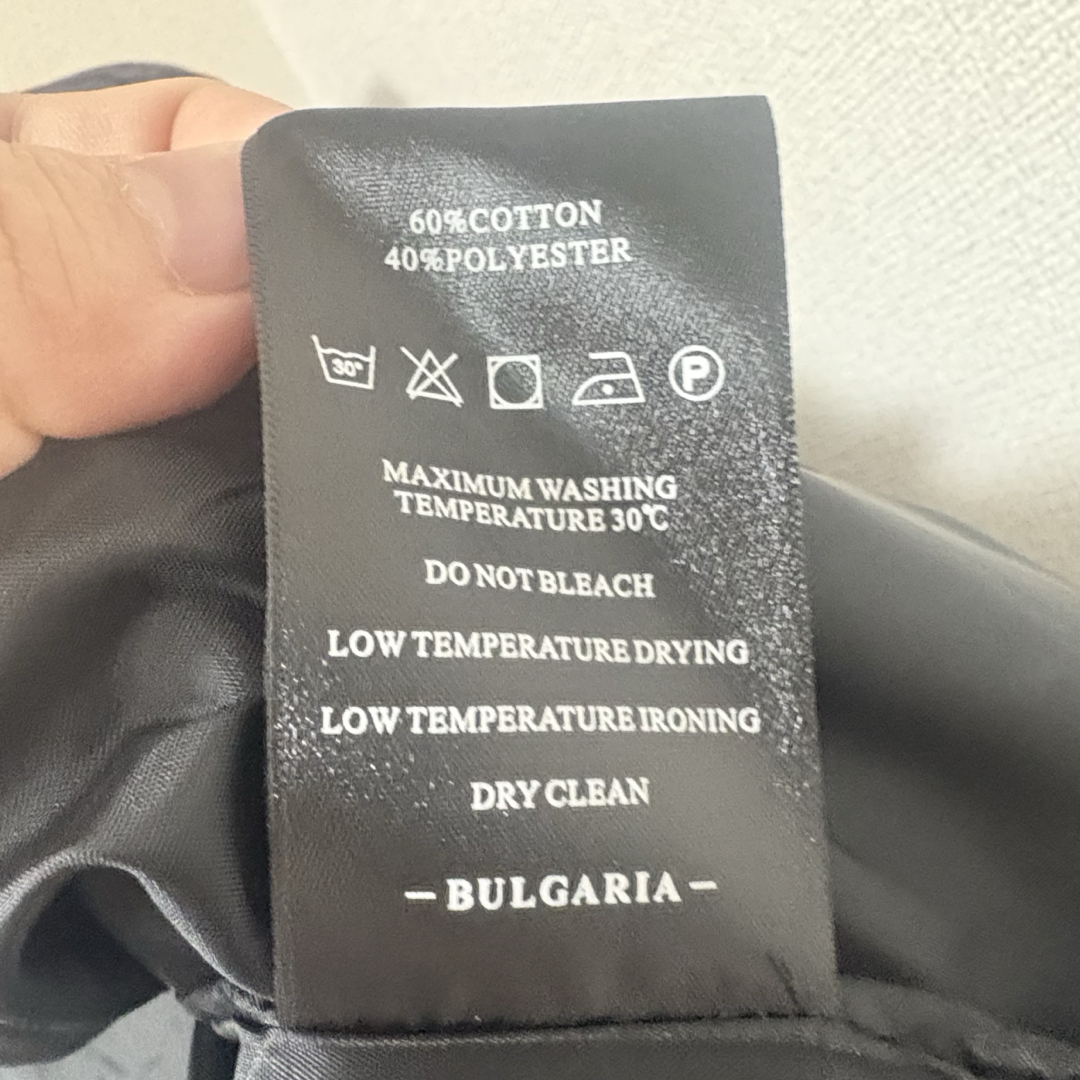 60%COTTON
40%POLYESTER
30° P
MAXIMUM WASHING
TEMPERATURE 30℃
DO NOT BLEACH
LOW TEMPERATURE DRYING
LOW TEMPERATURE IRONING
DRY CLEAN
– BULGARIA –